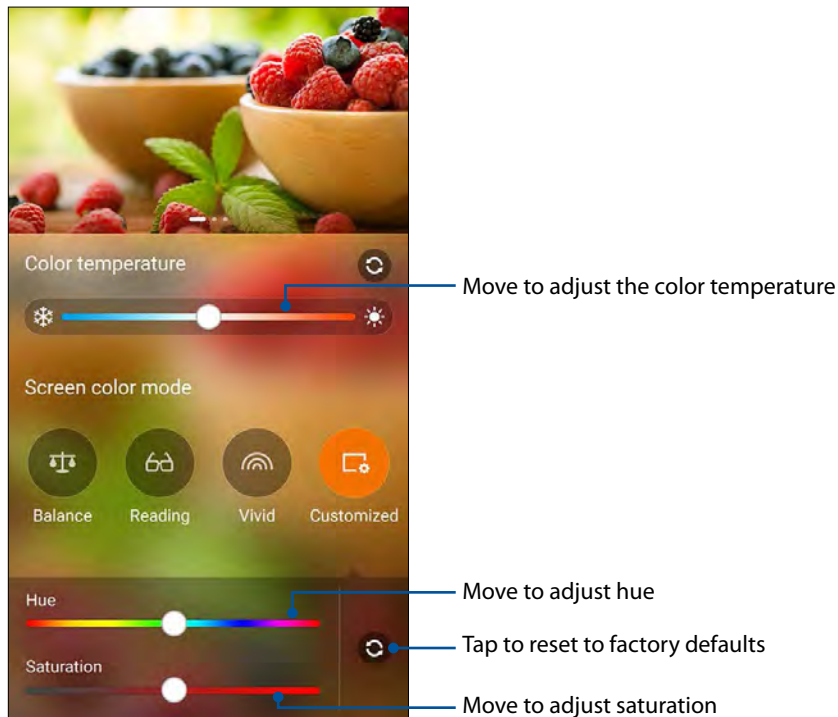 Color temperature
Move to adjust the color temperature
Screen color mode
Balance Reading Vivid Customized
Hue
Move to adjust hue
Tap to reset to factory defaults
Saturation
Move to adjust saturation